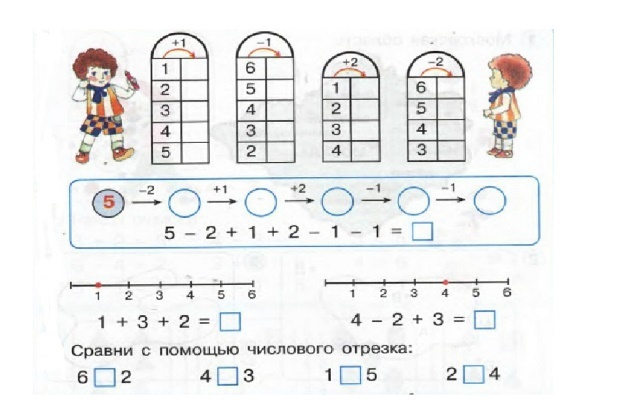 +1 −1 +2 −2
1 6
2 5 1 6
3 4 2 5
4 3 3 4
5 2 4 3
5 −2 +1 +2 −1 −1
5 − 2 + 1 + 2 − 1 − 1 =
1 2 3 4 5 6 1 2 3 4 5 6
1 + 3 + 2 = 4 − 2 + 3 =
Сравни с помощью числового отрезка:
6 2 4 3 1 5 2 4